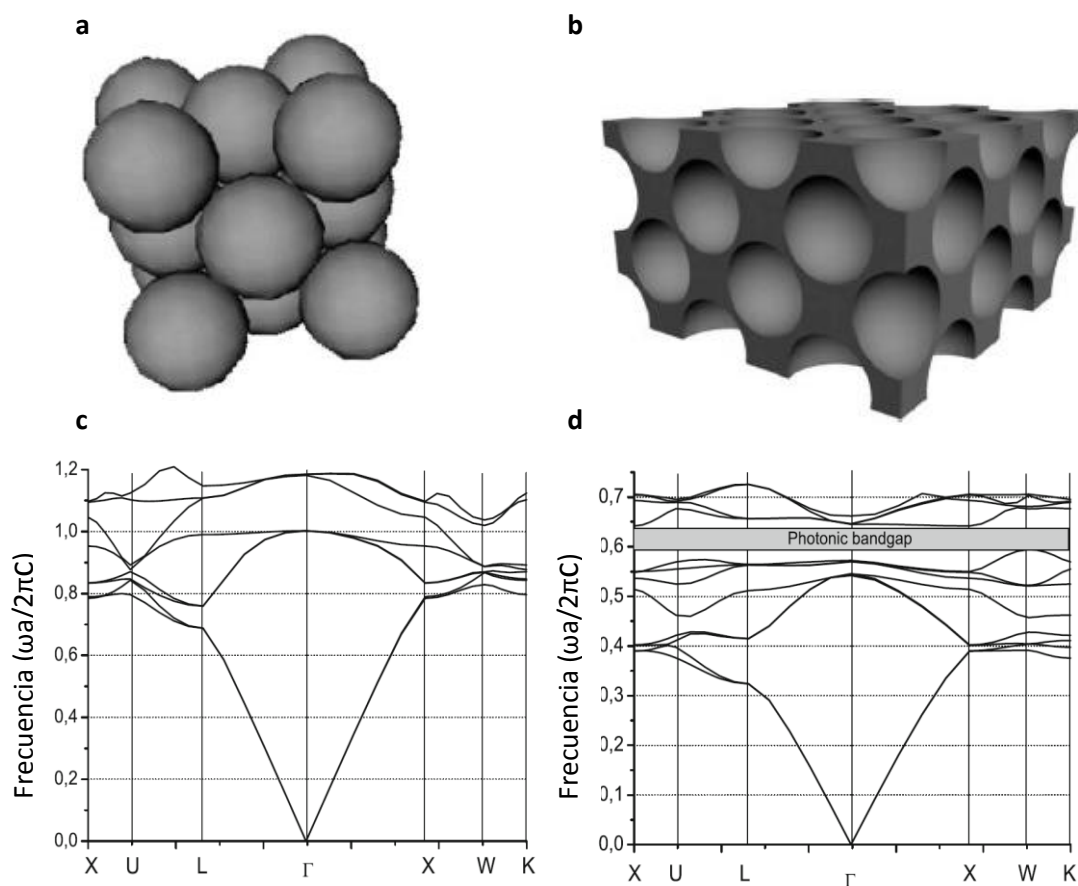 a
b
c
d
Frecuencia (ωa/2πC)
1,2
1,0
0,8
0,6
0,4
0,2
0,0
X U L Γ X W K
Frecuencia (ωa/2πC)
0,7
0,6
0,5
0,4
0,3
0,2
0,1
0,0
Photonic bandgap
X U L Γ X W K